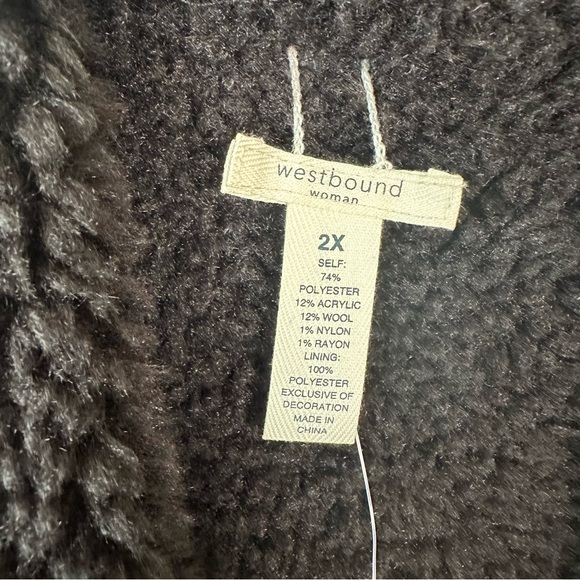 westbound
woman
2X
SELF:
74%
POLYESTER
12% ACRYLIC
12% WOOL
1% NYLON
1% RAYON
LINING:
100%
POLYESTER
EXCLUSIVE OF
DECORATION
MADE IN
CHINA